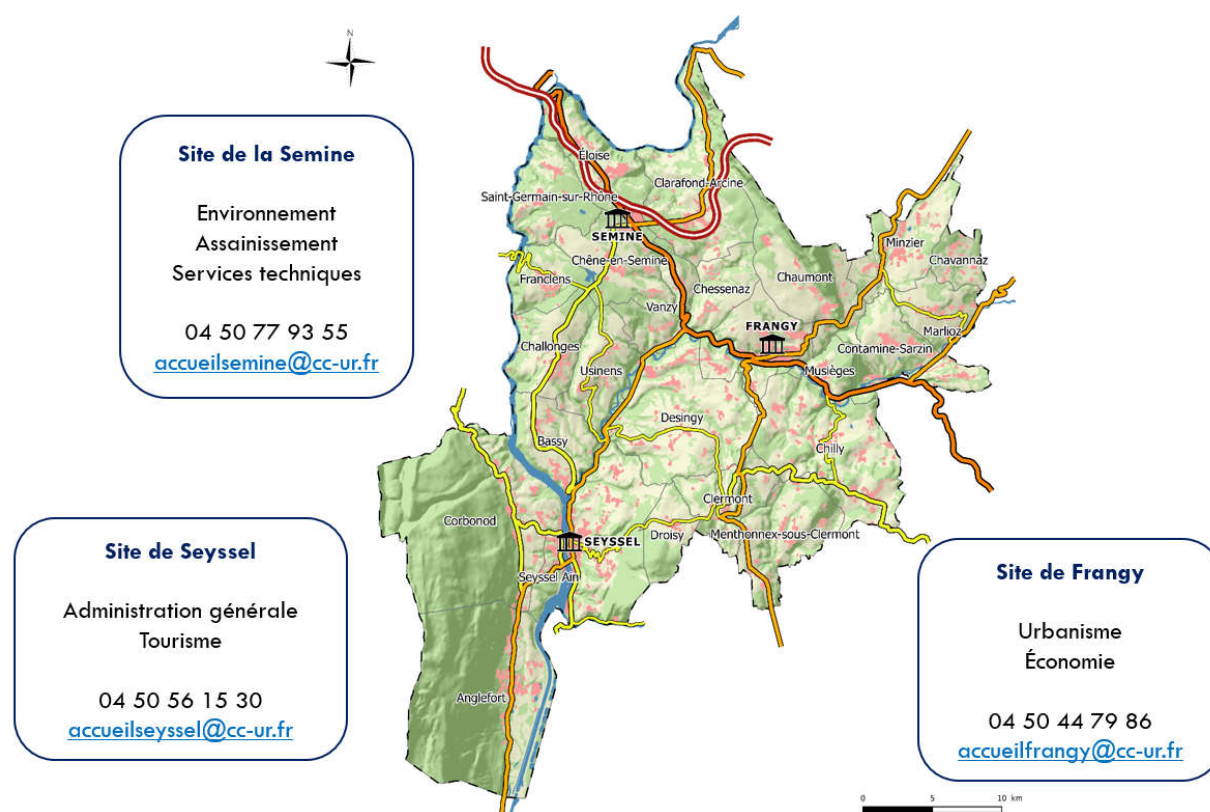 N
Site de la Semine
Environnement
Assainissement
Services techniques
04 50 77 93 55
accueilsemine@cc-ur.fr
Site de Seyssel
Administration générale
Tourisme
04 50 56 15 30
accueilseyssel@cc-ur.fr
Site de Frangy
Urbanisme
Économie
04 50 44 79 86
accueilfrangy@cc-ur.fr
Éloise
Clarafond-Arcine
Saint-Germain-sur-Rhône
SEMINE
Chêne-en-Semine
Franclens
Minzier
Chavannaz
Chaumont
Chessenaz
Vanzy
FRANGY
Marlioz
Contamine-Sarzin
Challonges
Usinens
Musièges
Desingy
Bassy
Chilly
Clermont
Corbonod
SEYSSEL
Droisy
Menthonnex-sous-Clermont
Seyssel Ain
Anglefort
0 5 10 km